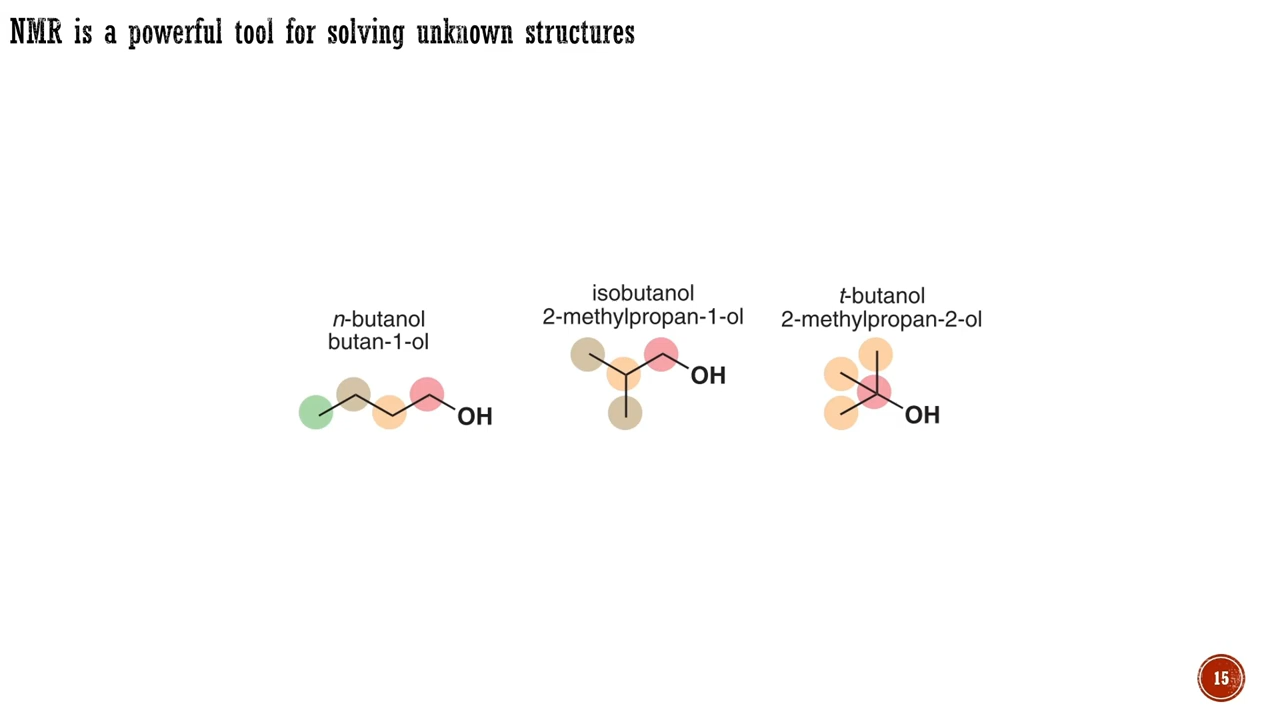 NMR is a powerful tool for solving unknown structures
n-butanol
butan-1-ol
OH
isobutanol
2-methylpropan-1-ol
OH
t-butanol
2-methylpropan-2-ol
OH
15